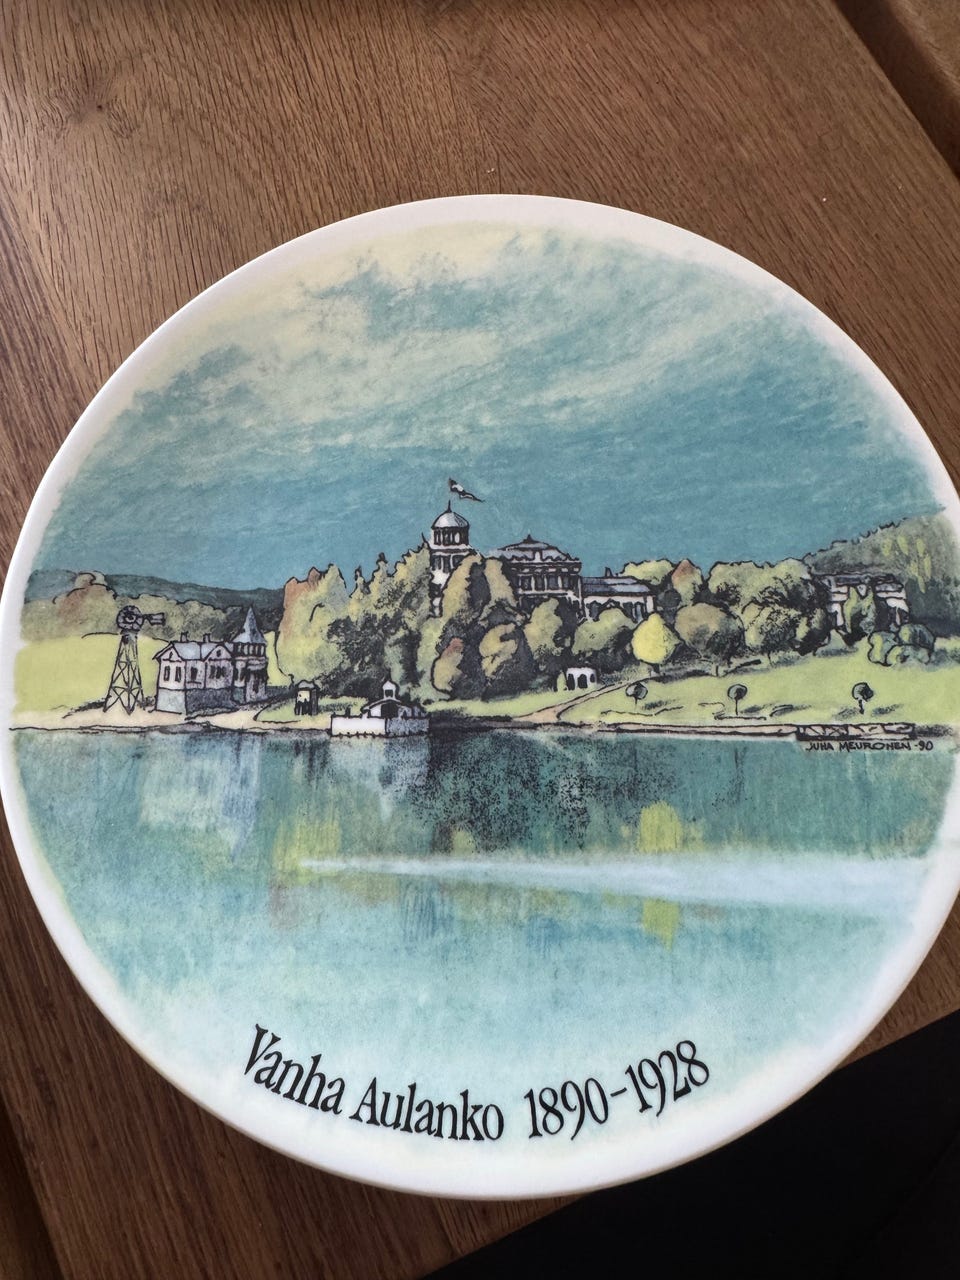 JUHA MEURONEN -90
Vanha Aulanko 1890-1928